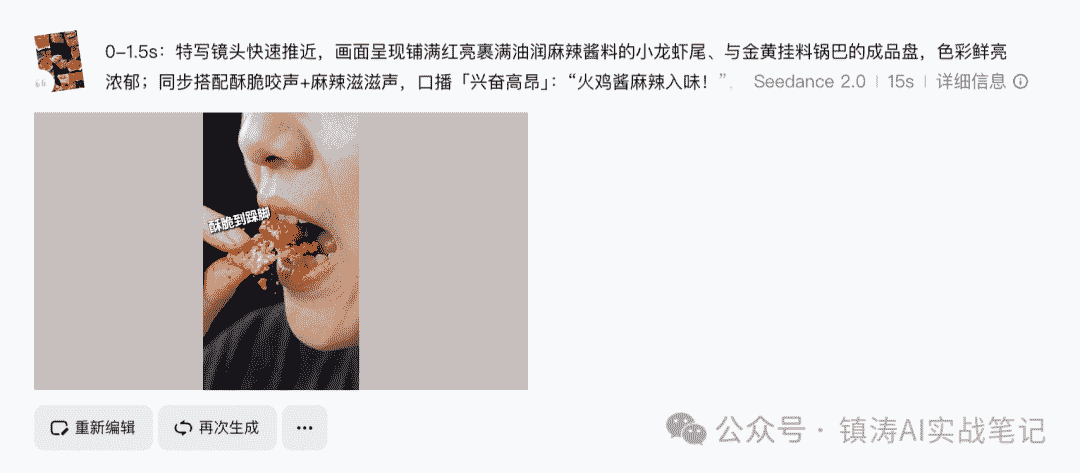 0-1.5s：特写镜头快速推近，画面呈现铺满红亮裹满油润麻辣酱料的小龙虾尾、与金黄挂料锅巴的成品盘，色彩鲜亮
浓郁；同步搭配酥脆咬声+麻辣滋滋声，口播「兴奋高昂」：“火鸡酱麻辣入味！”， Seedance 2.0 | 15s | 详细信息
酥脆到跺脚
重新编辑 再次生成 ...
公众号 · 镇涛AI实战笔记